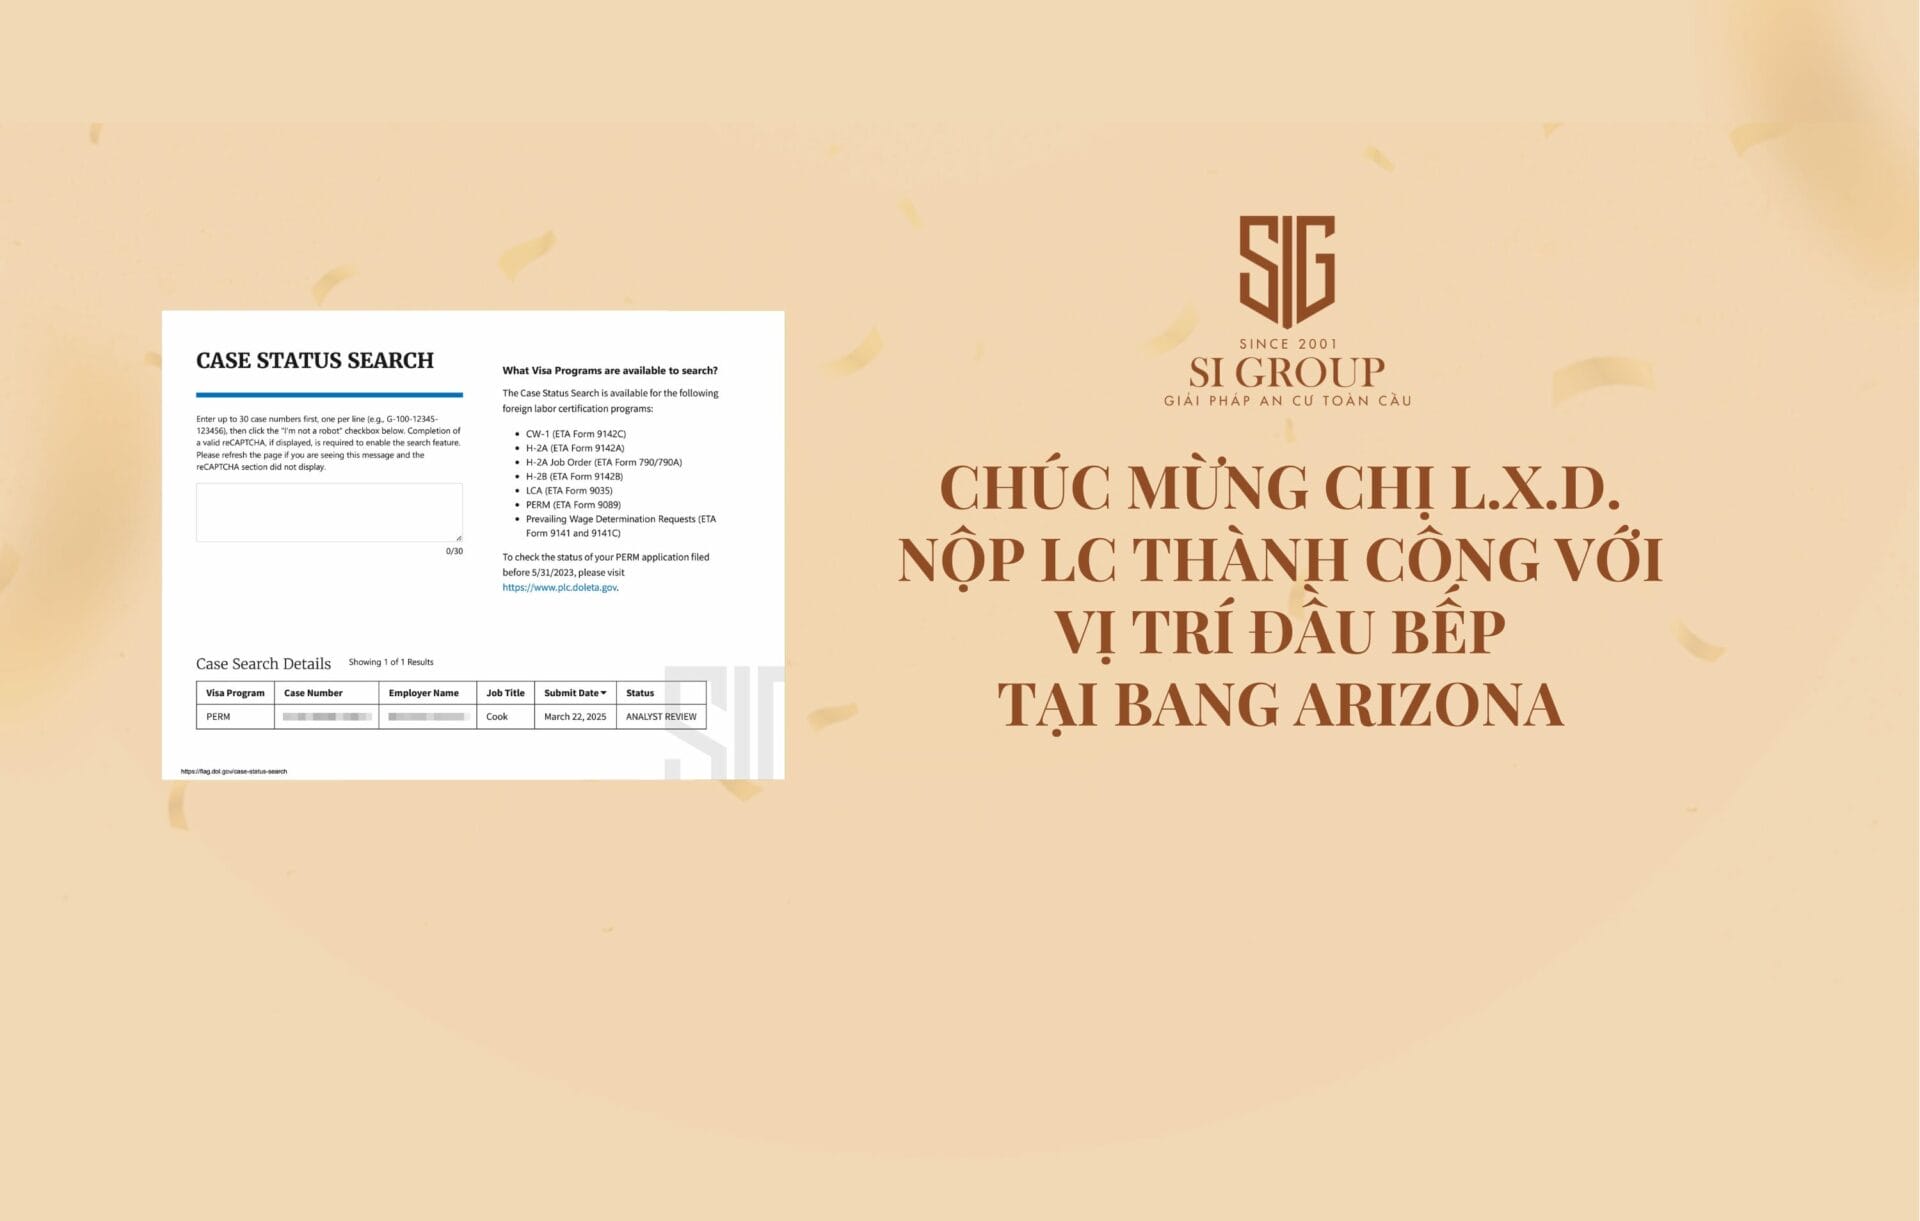 CASE STATUS SEARCH
Enter up to 30 case numbers first, one per line (e.g., G-100-12345-
123456), then click the "I'm not a robot" checkbox below. Completion of
a valid reCAPTCHA, if displayed, is required to enable the search feature.
Please refresh the page if you are seeing this message and the
reCAPTCHA section did not display.
0/30
What Visa Programs are available to search?
The Case Status Search is available for the following
foreign labor certification programs:
• CW-1 (ETA Form 9142C)
• H-2A (ETA Form 9142A)
• H-2A Job Order (ETA Form 790/790A)
• H-2B (ETA Form 9142B)
• LCA (ETA Form 9035)
• PERM (ETA Form 9089)
• Prevailing Wage Determination Requests (ETA
Form 9141 and 9141C)
To check the status of your PERM application filed
before 5/31/2023, please visit
https://www.plc.doleta.gov.
Case Search Details Showing 1 of 1 Results
Visa Program Case Number Employer Name Job Title Submit Date Status
PERM Cook March 22, 2025 ANALYST REVIEW
https://flag.dol.gov/case-status-search
SIG
SINCE 2001
SI GROUP
GIẢI PHÁP AN CƯ TOÀN CẦU
CHÚC MỪNG CHỊ L.X.D.
NỘP LC THÀNH CÔNG VỚI
VỊ TRÍ ĐẦU BẾP
TẠI BANG ARIZONA